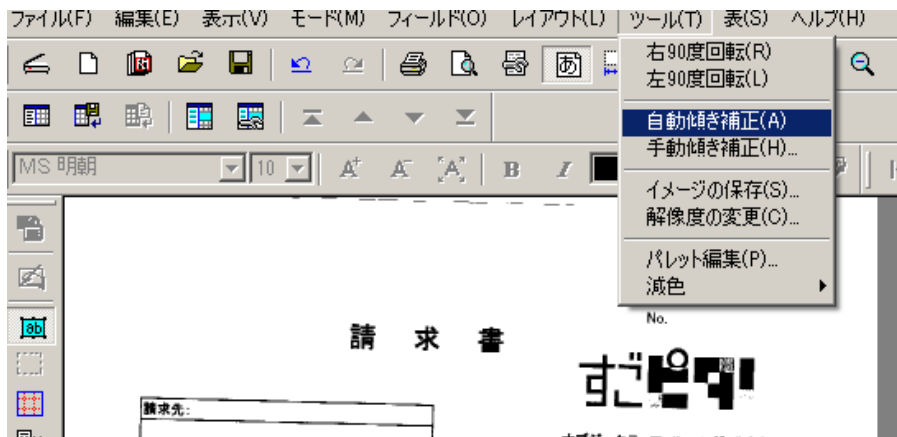 ファイル(F) 編集(E) 表示(V) モード(M) フィールド(O) レイアウト(L) ツール(T) 表(S) ヘルプ(H)
右90度回転(R)
左90度回転(L)
あ
自動傾き補正(A)
手動傾き補正(H)...
MS 明朝 10 A A A B I
イメージの保存(S)...
解像度の変更(C)...
パレット編集(P)...
減色
ab
No.
請 求 書
すごピタ!
請求先: